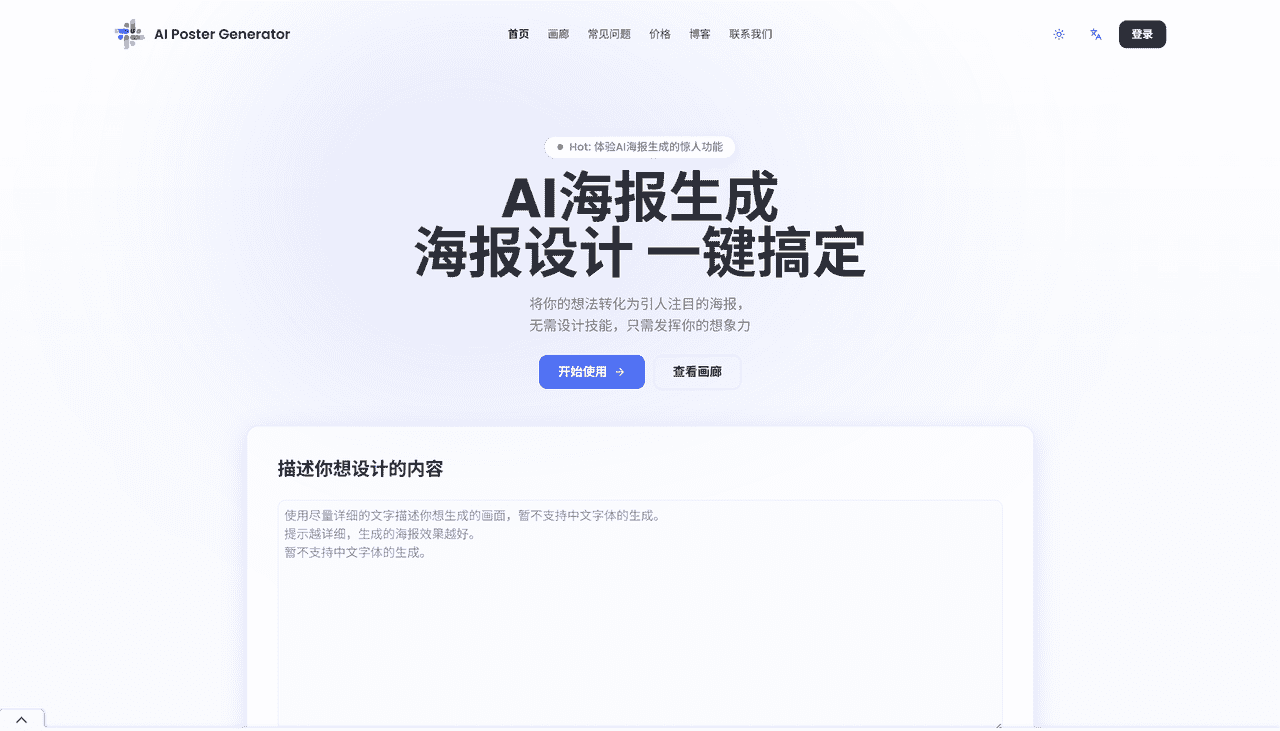 AI Poster Generator
首页
画廊
常见问题
价格
博客
联系我们
登录
Hot: 体验AI海报生成的惊人功能
AI海报生成
海报设计 一键搞定
将你的想法转化为引人注目的海报，
无需设计技能，只需发挥你的想象力
开始使用 →
查看画廊
描述你想设计的内容
使用尽量详细的文字描述你想生成的画面，暂不支持中文字体的生成。
提示越详细，生成的海报效果越好。
暂不支持中文字体的生成。